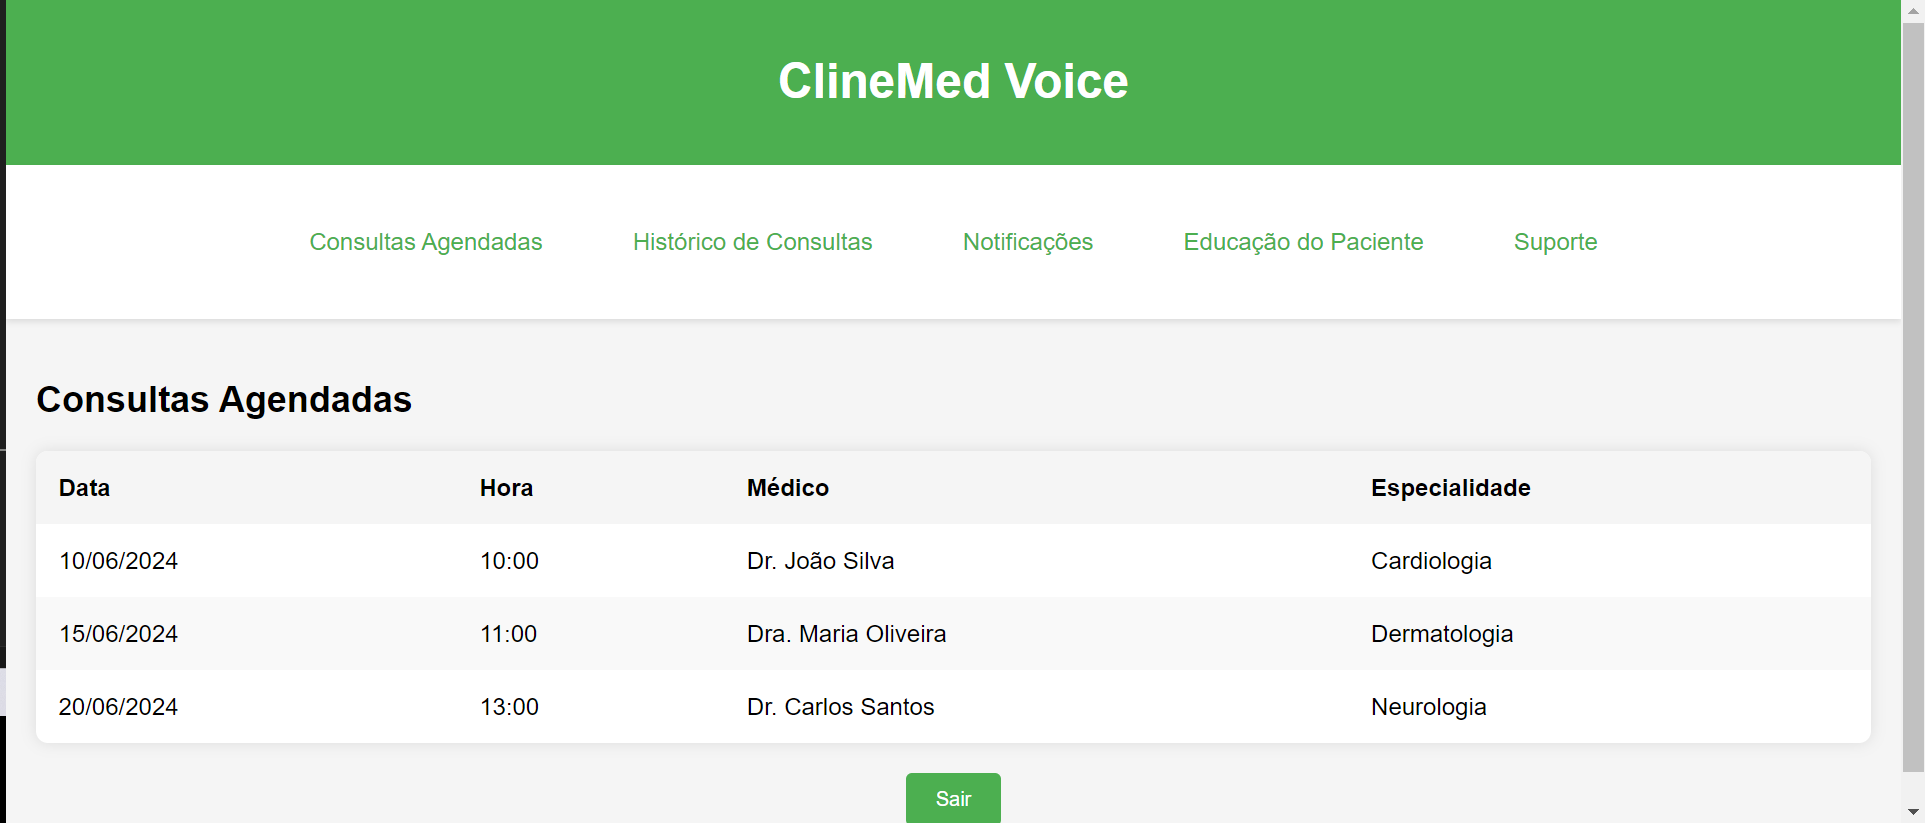 ClineMed Voice
Consultas Agendadas Histórico de Consultas Notificações Educação do Paciente Suporte
Consultas Agendadas
Data Hora Médico Especialidade
10/06/2024 10:00 Dr. João Silva Cardiologia
15/06/2024 11:00 Dra. Maria Oliveira Dermatologia
20/06/2024 13:00 Dr. Carlos Santos Neurologia
Sair